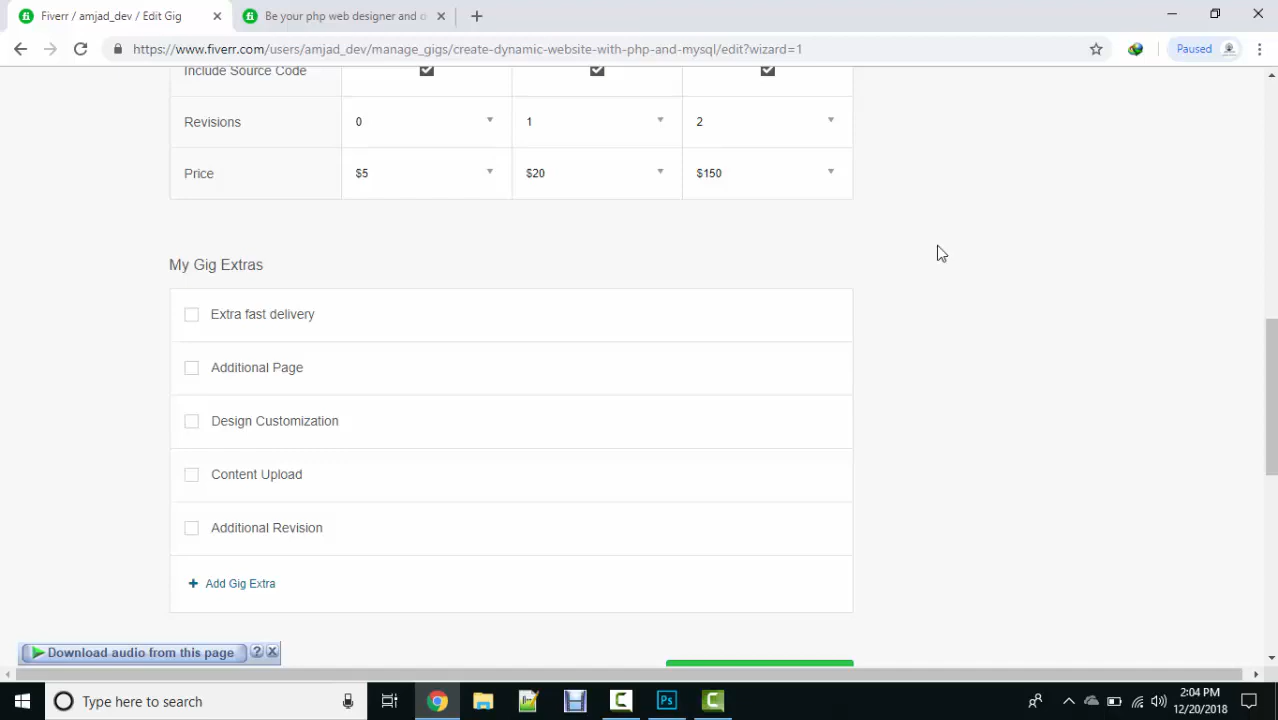 Fiverr / amjad_dev / Edit Gig
Be your php web designer and d
https://www.fiverr.com/users/amjad_dev/manage_gigs/create-dynamic-website-with-php-and-mysql/edit?wizard=1
Paused
Include Source Code
Revisions 0 1 2
Price $5 $20 $150
My Gig Extras
Extra fast delivery
Additional Page
Design Customization
Content Upload
Additional Revision
+ Add Gig Extra
Download audio from this page ? X
Type here to search
2:04 PM
12/20/2018